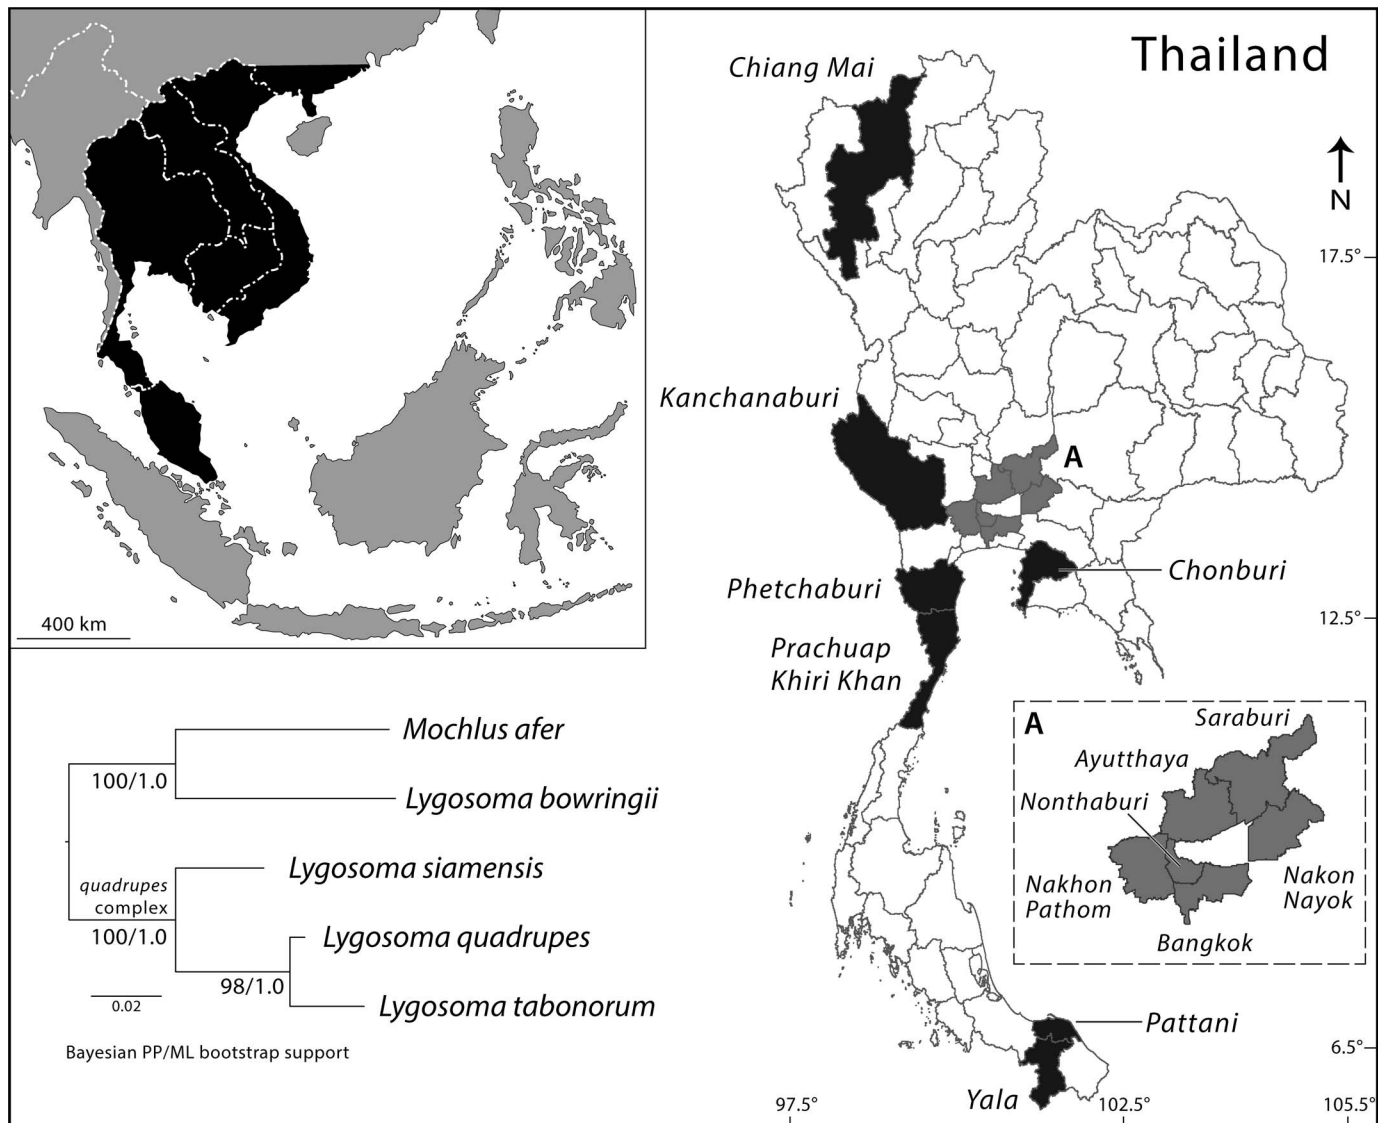 Thailand
Chiang Mai
N
17.5°
Kanchanaburi
A
Chonburi
Phetchaburi
12.5°
Prachuap
Khiri Khan
400 km
A
Saraburi
Ayutthaya
Nonthaburi
Nakhon
Pathom
Nakon
Nayok
Bangkok
Pattani
6.5°
Yala
97.5°
102.5°
105.5°
Mochlus afer
100/1.0
Lygosoma bowringii
Lygosoma siamensis
quadrupes
complex
100/1.0
Lygosoma quadrupes
98/1.0
Lygosoma tabonorum
0.02
Bayesian PP/ML bootstrap support